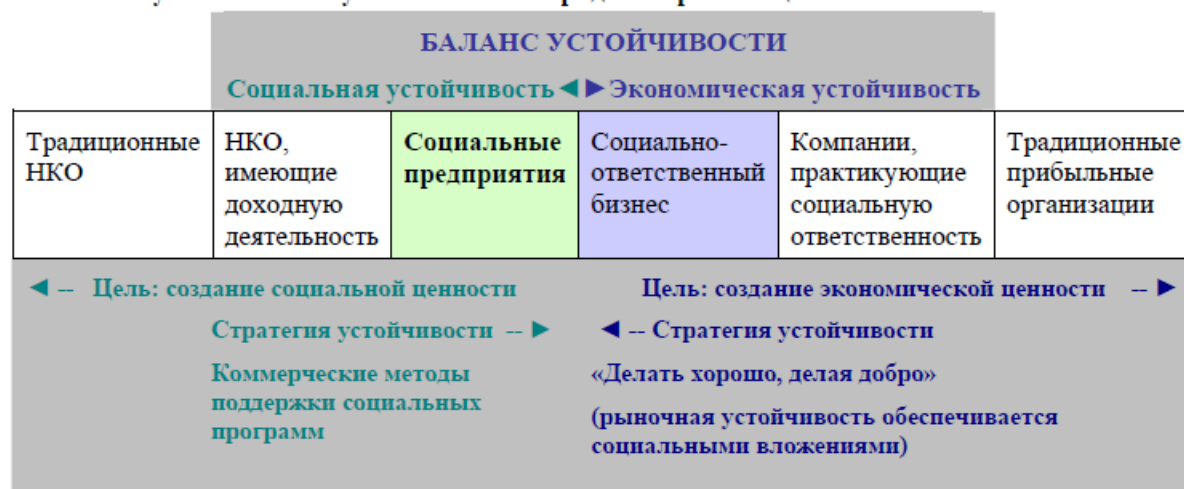 БАЛАНС УСТОЙЧИВОСТИ
Социальная устойчивость ◄ ► Экономическая устойчивость
Традиционные
НКО
НКО,
имеющие
доходную
деятельность
Социальные
предприятия
Социально-
ответственный
бизнес
Компании,
практикующие
социальную
ответственность
Традиционные
прибыльные
организации
◄ -- Цель: создание социальной ценности
Цель: создание экономической ценности -- ►
Стратегия устойчивости -- ►
◄ -- Стратегия устойчивости
Коммерческие методы
поддержки социальных
программ
«Делать хорошо, делая добро»
(рыночная устойчивость обеспечивается
социальными вложениями)